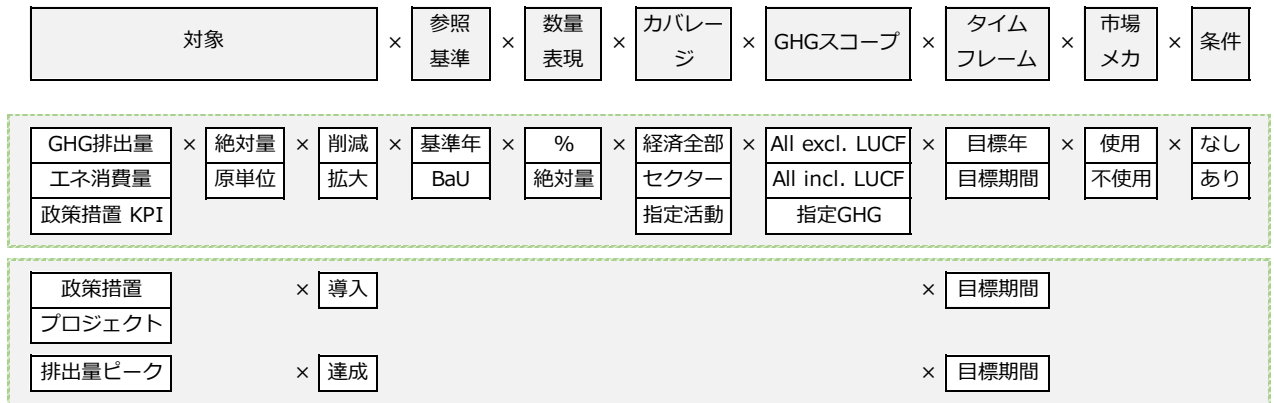 対象 × 参照基準 × 数量表現 × カバレージ × GHGスコープ × タイムフレーム × 市場メカ × 条件
GHG排出量 × 絶対量 × 削減 × 基準年 × % × 経済全部 × All excl. LUCF × 目標年 × 使用 × なし
エネ消費量 原単位 拡大 BaU 絶対量 セクター All incl. LUCF 目標期間 不使用 あり
政策措置 KPI 指定活動 指定GHG
政策措置 × 導入 × 目標期間
プロジェクト
排出量ピーク × 達成 × 目標期間